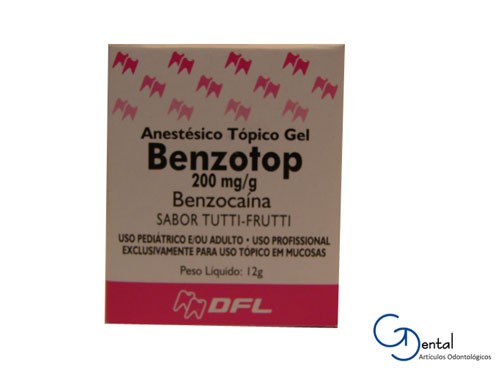 Anestésico Tópico Gel
Benzotop
200 mg/g
Benzocaína
SABOR TUTTI-FRUTTI
USO PEDIÁTRICO E/OU ADULTO • USO PROFISSIONAL
EXCLUSIVAMENTE PARA USO TÓPICO EM MUCOSAS
Peso Líquido: 12g
DFL
G Dental
Artículos Odontológicos